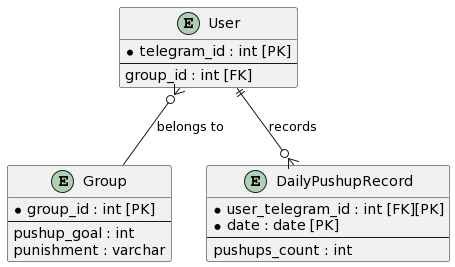 E User
* telegram_id : int [PK]
group_id : int [FK]
belongs to
records
E Group
* group_id : int [PK]
pushup_goal : int
punishment : varchar
E DailyPushupRecord
* user_telegram_id : int [FK][PK]
* date : date [PK]
pushups_count : int